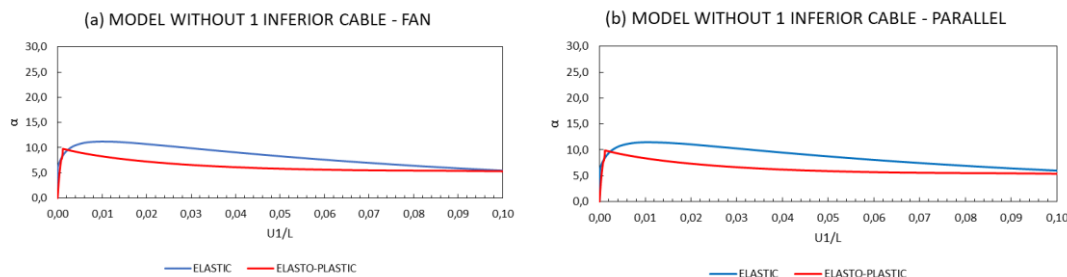 (a) MODEL WITHOUT 1 INFERIOR CABLE - FAN
30,0
25,0
20,0
15,0
10,0
5,0
0,0
α
0,00 0,01 0,02 0,03 0,04 0,05 0,06 0,07 0,08 0,09 0,10
U1/L
ELASTIC ELASTO-PLASTIC
(b) MODEL WITHOUT 1 INFERIOR CABLE - PARALLEL
30,0
25,0
20,0
15,0
10,0
5,0
0,0
α
0,00 0,01 0,02 0,03 0,04 0,05 0,06 0,07 0,08 0,09 0,10
U1/L
ELASTIC ELASTO-PLASTIC